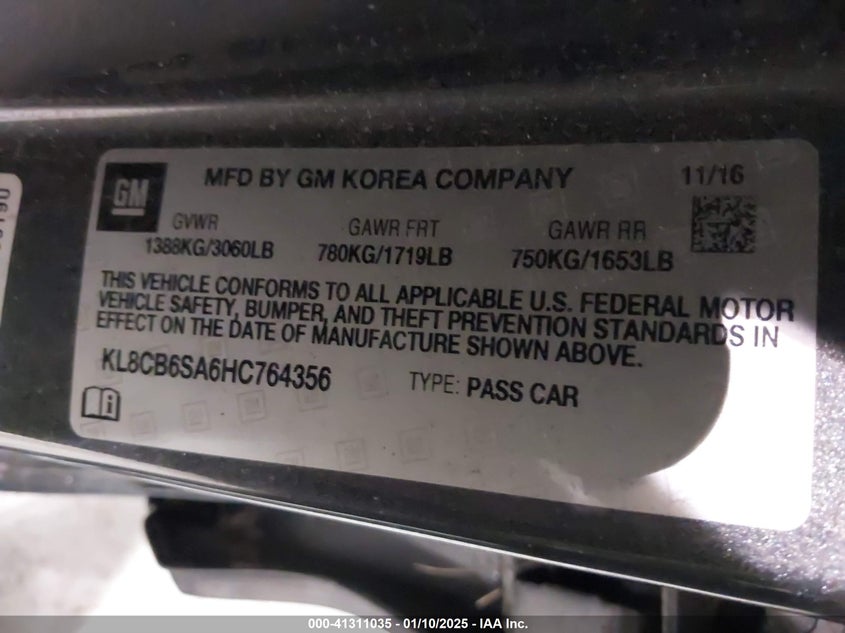 GM
MFD BY GM KOREA COMPANY
11/16
GVWR
GAWR FRT
GAWR RR
1388KG/3060LB
780KG/1719LB
750KG/1653LB
THIS VEHICLE CONFORMS TO ALL APPLICABLE U.S. FEDERAL MOTOR
VEHICLE SAFETY, BUMPER, AND THEFT PREVENTION STANDARDS IN
EFFECT ON THE DATE OF MANUFACTURE SHOWN ABOVE.
KL8CB6SA6HC764356
TYPE: PASS CAR
000-41311035 - 01/10/2025 - IAA Inc.